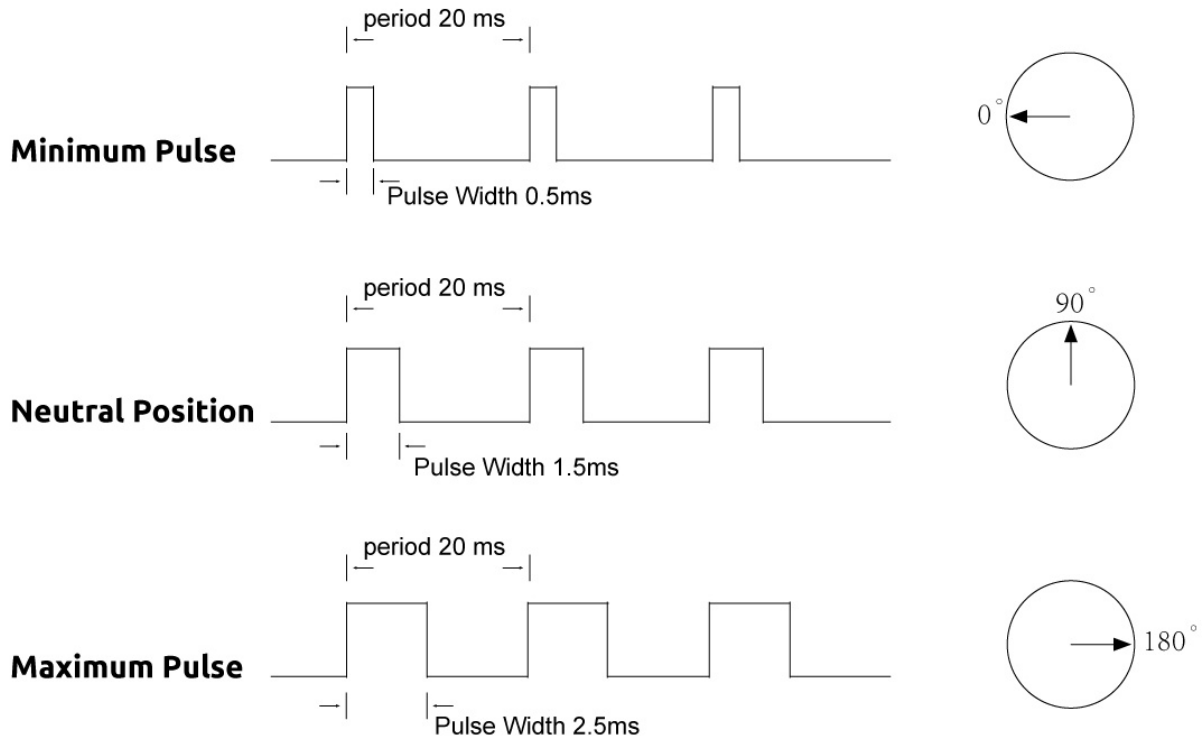 period 20 ms
0°
Minimum Pulse
Pulse Width 0.5ms
period 20 ms
90°
Neutral Position
Pulse Width 1.5ms
period 20 ms
180°
Maximum Pulse
Pulse Width 2.5ms